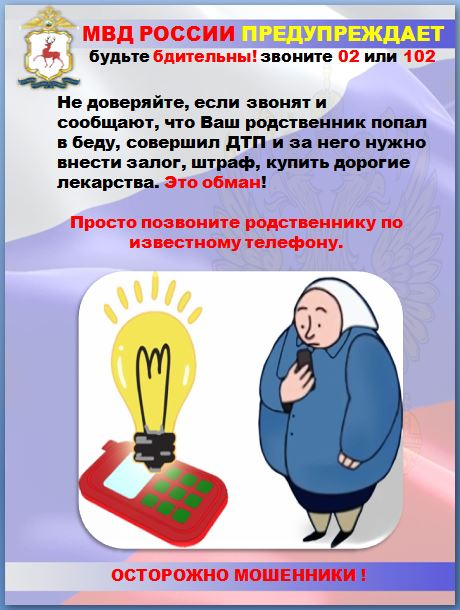 МВД РОССИИ ПРЕДУПРЕЖДАЕТ
будьте бдительны! звоните 02 или 102
Не доверяйте, если звонят и
сообщают, что Ваш родственник попал
в беду, совершил ДТП и за него нужно
внести залог, штраф, купить дорогие
лекарства. Это обман!
Просто позвоните родственнику по
известному телефону.
ОСТОРОЖНО МОШЕННИКИ !